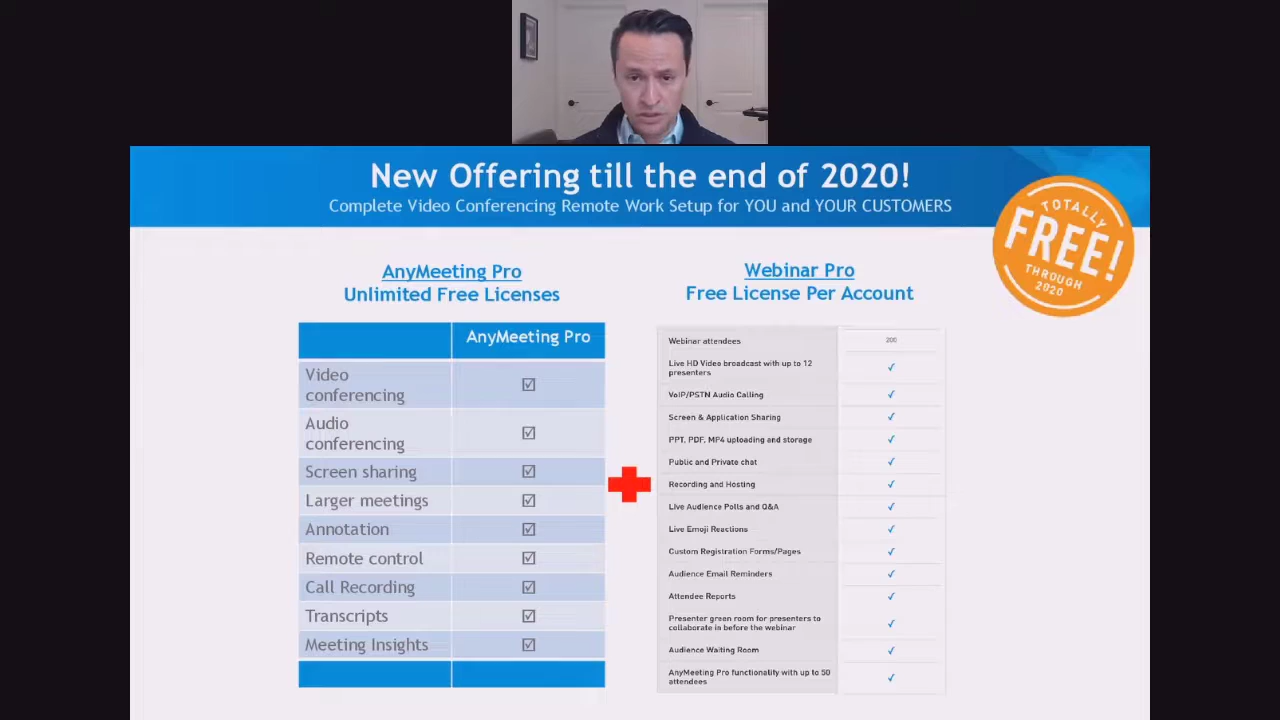 New Offering till the end of 2020!
Complete Video Conferencing Remote Work Setup for YOU and YOUR CUSTOMERS
TOTALLY
FREE!
THROUGH
2020
AnyMeeting Pro
Unlimited Free Licenses
AnyMeeting Pro
Video
conferencing
Audio
conferencing
Screen sharing
Larger meetings
Annotation
Remote control
Call Recording
Transcripts
Meeting Insights
Webinar Pro
Free License Per Account
Webinar attendees 200
Live HD Video broadcast with up to 12
presenters
VoIP/PSTN Audio Calling
Screen & Application Sharing
PPT, PDF, MP4 uploading and storage
Public and Private chat
Recording and Hosting
Live Audience Polls and Q&A
Live Emoji Reactions
Custom Registration Forms/Pages
Audience Email Reminders
Attendee Reports
Presenter green room for presenters to
collaborate in before the webinar
Audience Waiting Room
AnyMeeting Pro functionality with up to 50
attendees